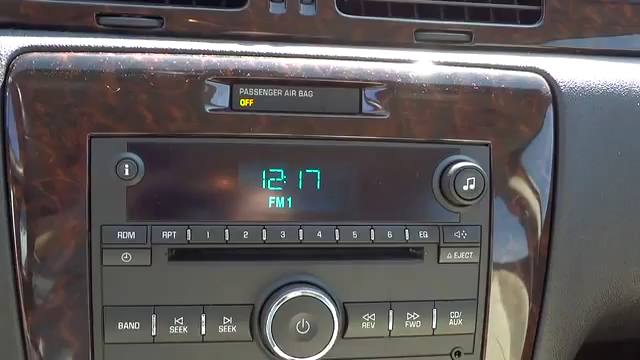 PASSENGER AIR BAG
OFF
i
12:17
FM1
RDM
RPT 1 2 3 4 5 6 EQ
EJECT
BAND
SEEK
SEEK
REV
FWD
CD/
AUX